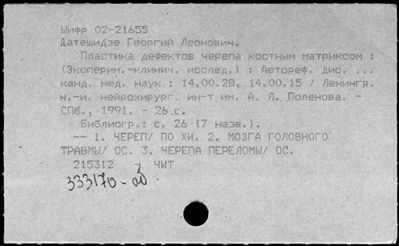 Шифр 02-21655
Датешидзе Георгий Леонович.
Пластика дефектов черепа костным матриксом :
(Эксперим.-клинич. исслед.) : Автореф. дис. ...
канд. мед. наук : 14.00.28, 14.00.15 / Ленингр.
н.-и. нейрохирург. ин-т им. А. Л. Поленова. -
СПб., 1991. - 26 с.
Библиогр.: с. 26 (7 назв.).
-- 1. ЧЕРЕП/ ПО ХИ. 2. МОЗГА ГОЛОВНОГО
ТРАВМЫ/ ОС. 3. ЧЕРЕПА ПЕРЕЛОМЫ/ ОС.
215312 ЧИТ
333170-